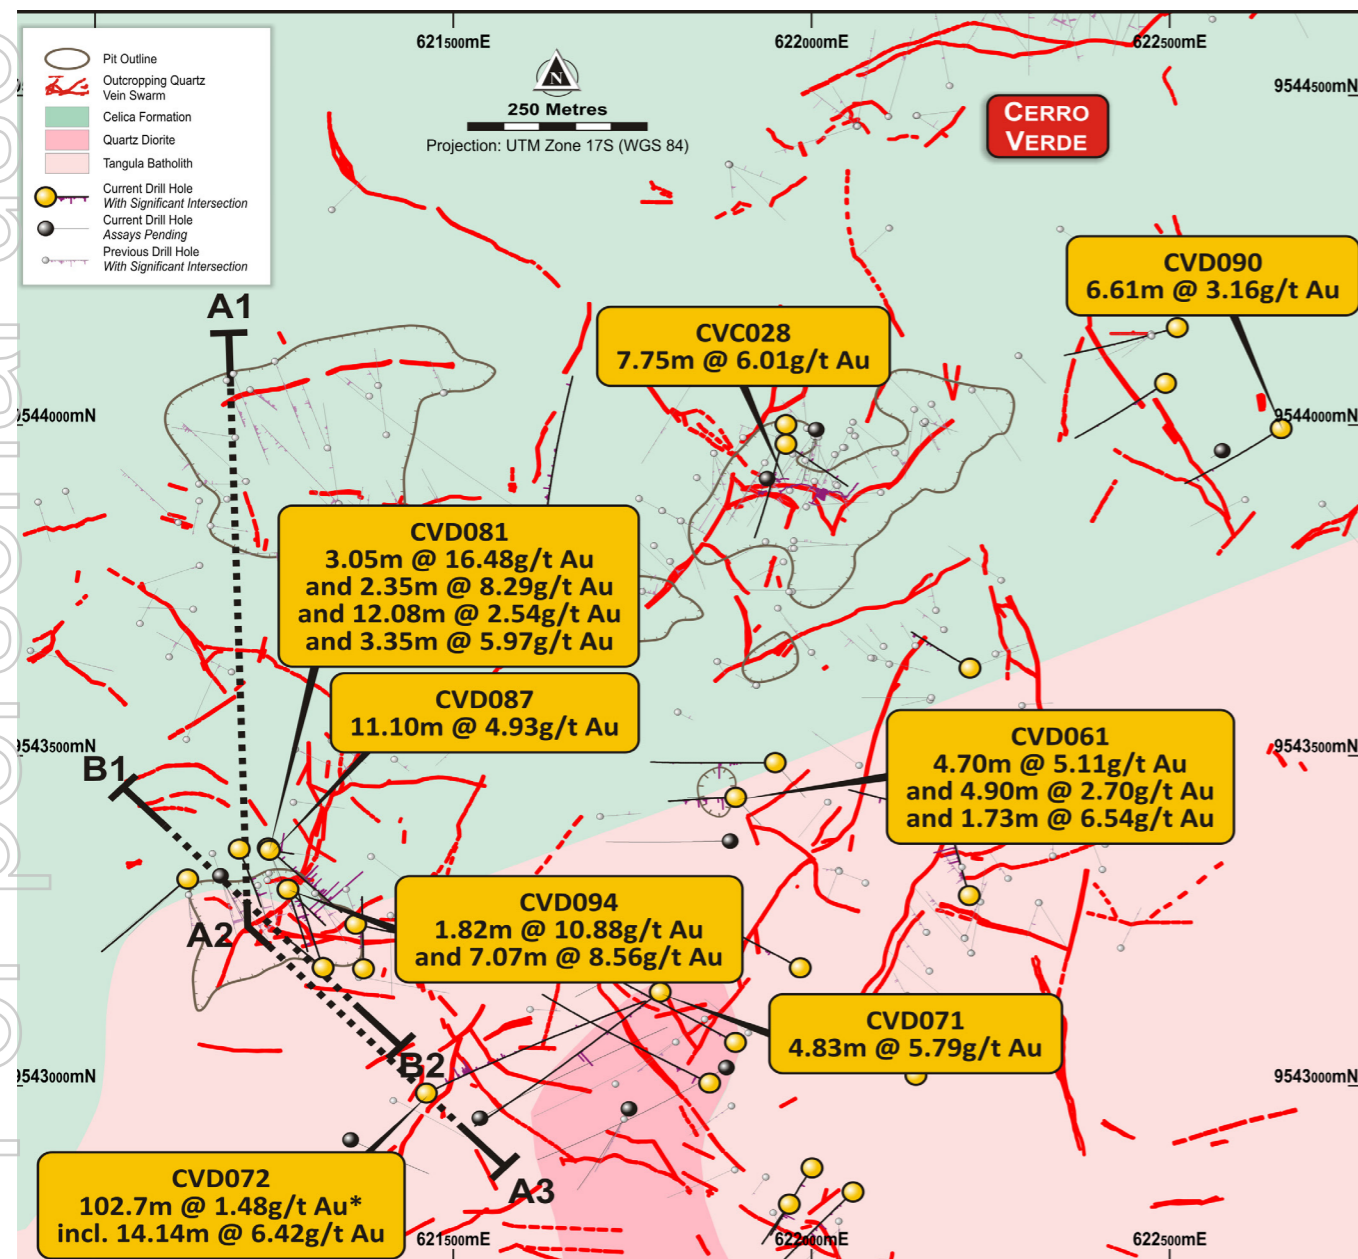 621500mE
622000mE
622500mE
Pit Outline
Outcropping Quartz
Vein Swarm
Celica Formation
Quartz Diorite
Tangula Batholith
Current Drill Hole
With Significant Intersection
Current Drill Hole
Assays Pending
Previous Drill Hole
With Significant Intersection
N
250 Metres
Projection: UTM Zone 17S (WGS 84)
CERRO
VERDE
9544500mN
CVD090
6.61m @ 3.16g/t Au
A1
CVC028
7.75m @ 6.01g/t Au
9544000mN
9544000mN
CVD081
3.05m @ 16.48g/t Au
and 2.35m @ 8.29g/t Au
and 12.08m @ 2.54g/t Au
and 3.35m @ 5.97g/t Au
CVD087
11.10m @ 4.93g/t Au
CVD061
4.70m @ 5.11g/t Au
and 4.90m @ 2.70g/t Au
and 1.73m @ 6.54g/t Au
9543500mN
9543500mN
B1
A2
CVD094
1.82m @ 10.88g/t Au
and 7.07m @ 8.56g/t Au
CVD071
4.83m @ 5.79g/t Au
B2
9543000mN
9543000mN
CVD072
102.7m @ 1.48g/t Au*
incl. 14.14m @ 6.42g/t Au
A3
621500mE
622000mE
622500mE